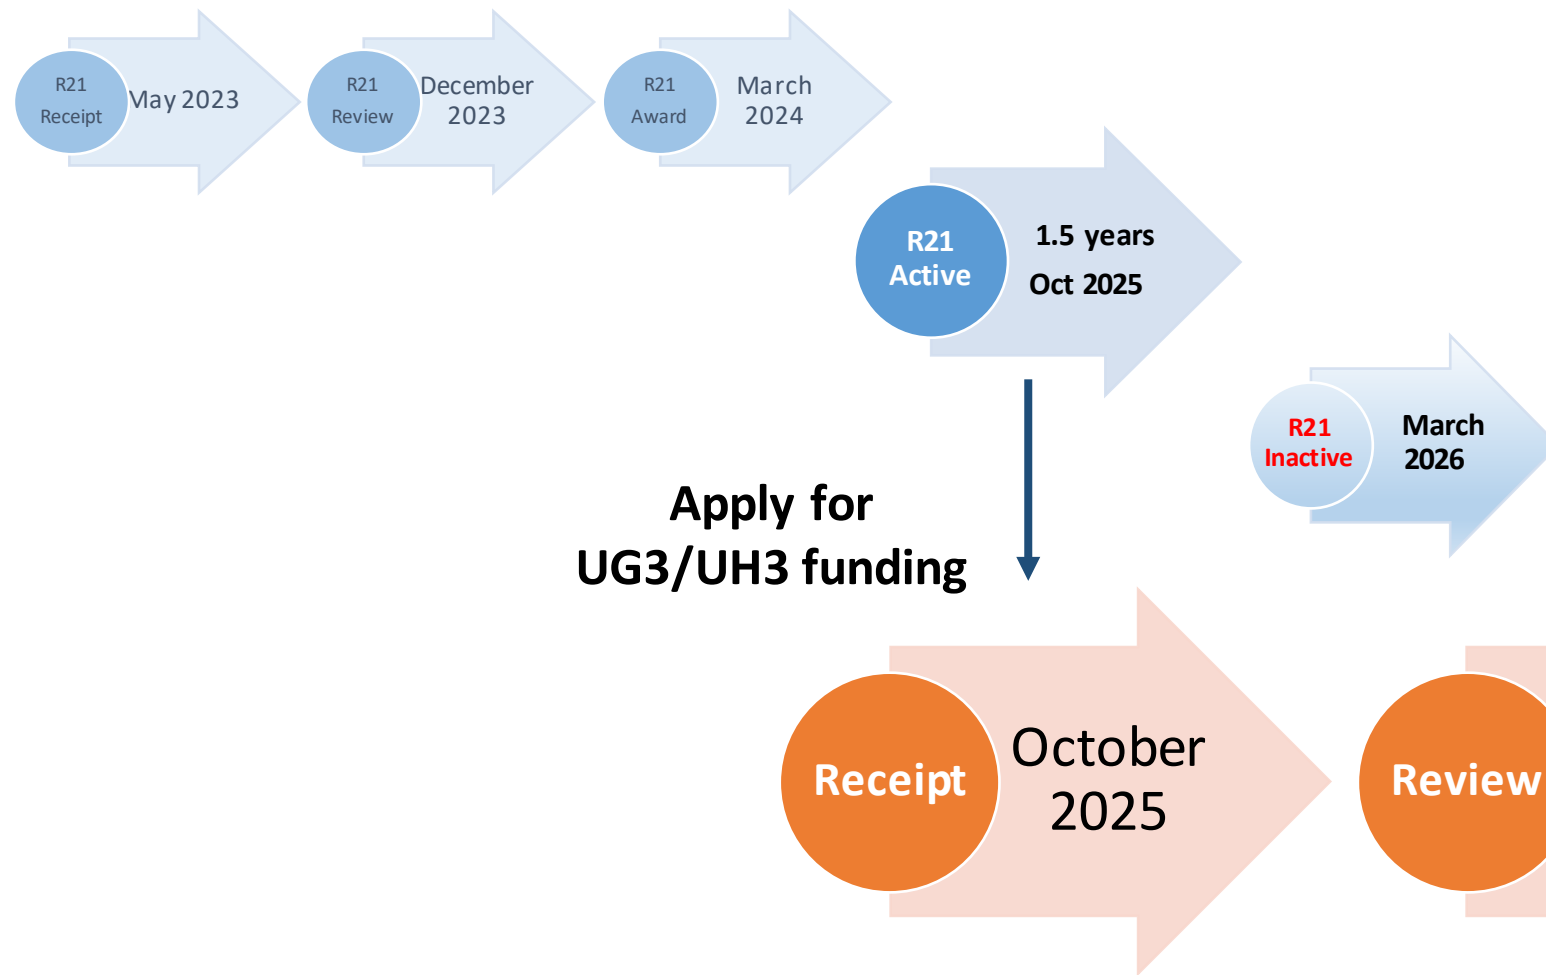 R21
Receipt
May 2023
R21
Review
December
2023
R21
Award
March
2024
R21
Active
1.5 years
Oct 2025
R21
Inactive
March
2026
Apply for
UG3/UH3 funding
Receipt
October
2025
Review